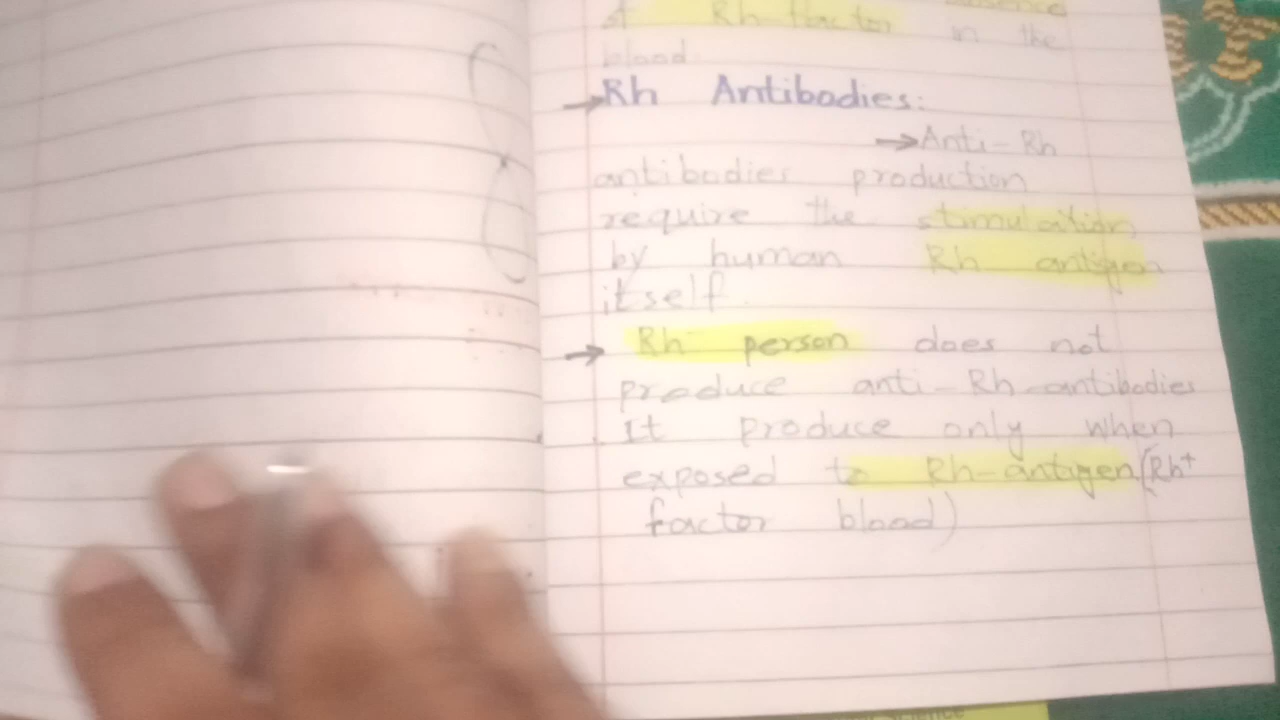 of Rh-factor in the
blood
→Rh Antibodies:
→Anti-Rh
antibodies production
require the stimulation
by human Rh antigen
itself.
→ Rh person does not
produce anti-Rh-antibodies
It produce only when
exposed to Rh-antigen(Rh+
factor blood)
Science